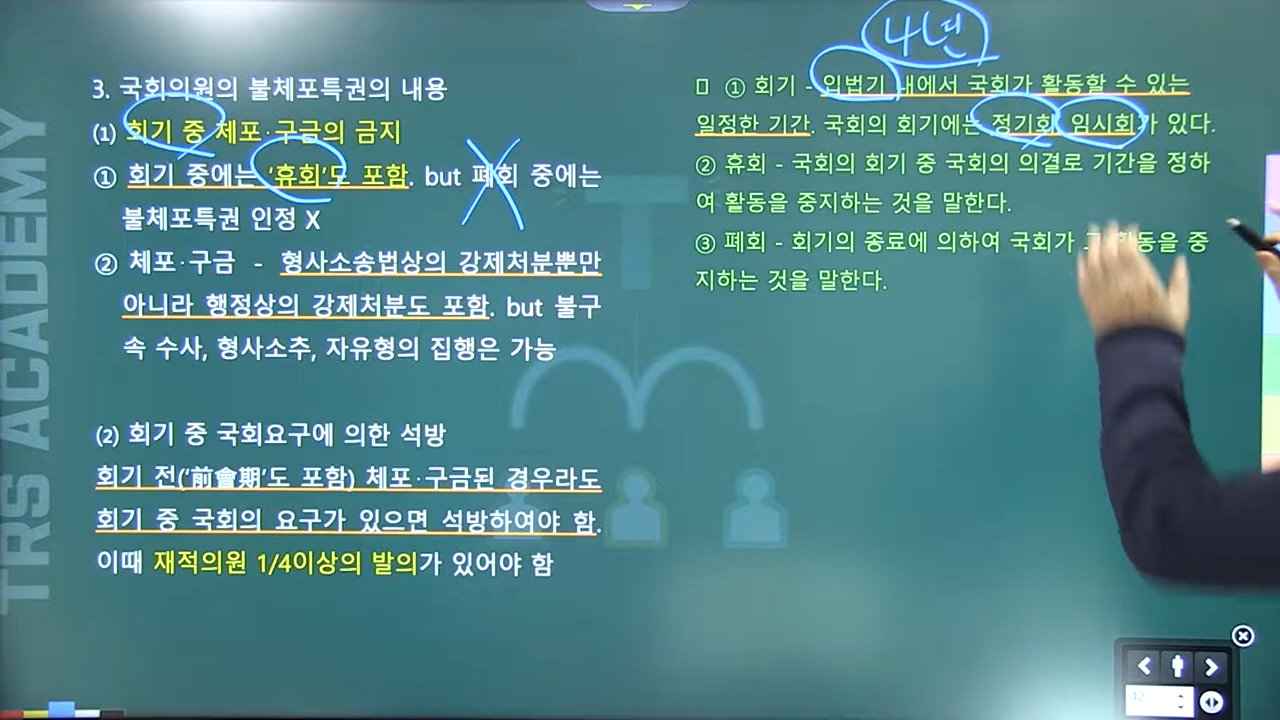 4년
3. 국회의원의 불체포특권의 내용
(1) 회기 중 체포·구금의 금지
① 회기 중에는 '휴회'도 포함. but 폐회 중에는
불체포특권 인정 X
② 체포·구금 - 형사소송법상의 강제처분뿐만
아니라 행정상의 강제처분도 포함. but 불구
속 수사, 형사소추, 자유형의 집행은 가능
(2) 회기 중 국회요구에 의한 석방
회기 전('前會期'도 포함) 체포·구금된 경우라도
회기 중 국회의 요구가 있으면 석방하여야 함.
이때 재적의원 1/4이상의 발의가 있어야 함
① 회기 - 입법기 내에서 국회가 활동할 수 있는
일정한 기간. 국회의 회기에는 정기회 임시회가 있다.
② 휴회 - 국회의 회기 중 국회의 의결로 기간을 정하
여 활동을 중지하는 것을 말한다.
③ 폐회 - 회기의 종료에 의하여 국회가 을 중
지하는 것을 말한다.
TRS ACADEMY
42